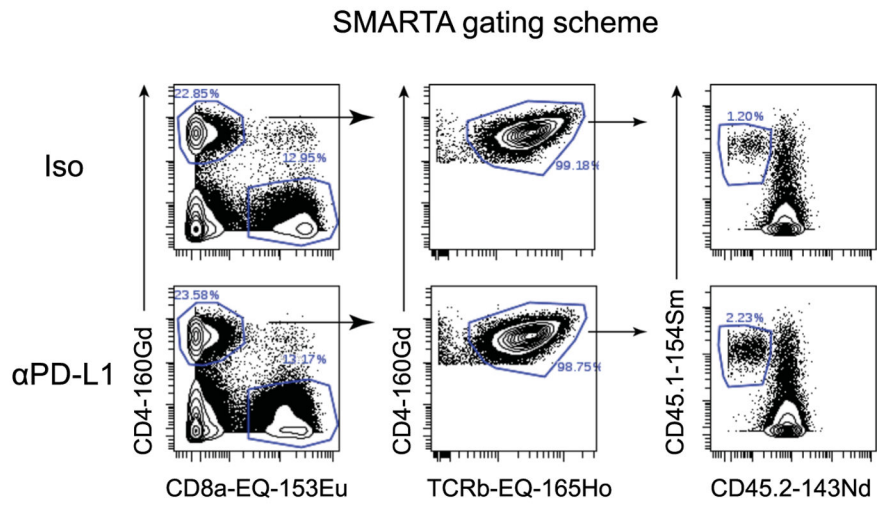 SMARTA gating scheme
Iso
22.85%
12.95%
99.18%
1.20%
αPD-L1
23.58%
13.17%
98.75%
2.23%
CD4-160Gd
CD4-160Gd
CD45.1-154Sm
CD8a-EQ-153Eu
TCRb-EQ-165Ho
CD45.2-143Nd